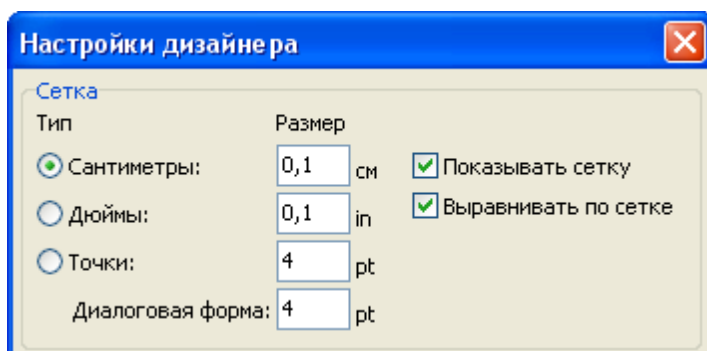 Настройки дизайнера
Сетка
Тип Размер
Сантиметры: 0,1 см Показывать сетку
Дюймы: 0,1 in Выравнивать по сетке
Точки: 4 pt
Диалоговая форма: 4 pt